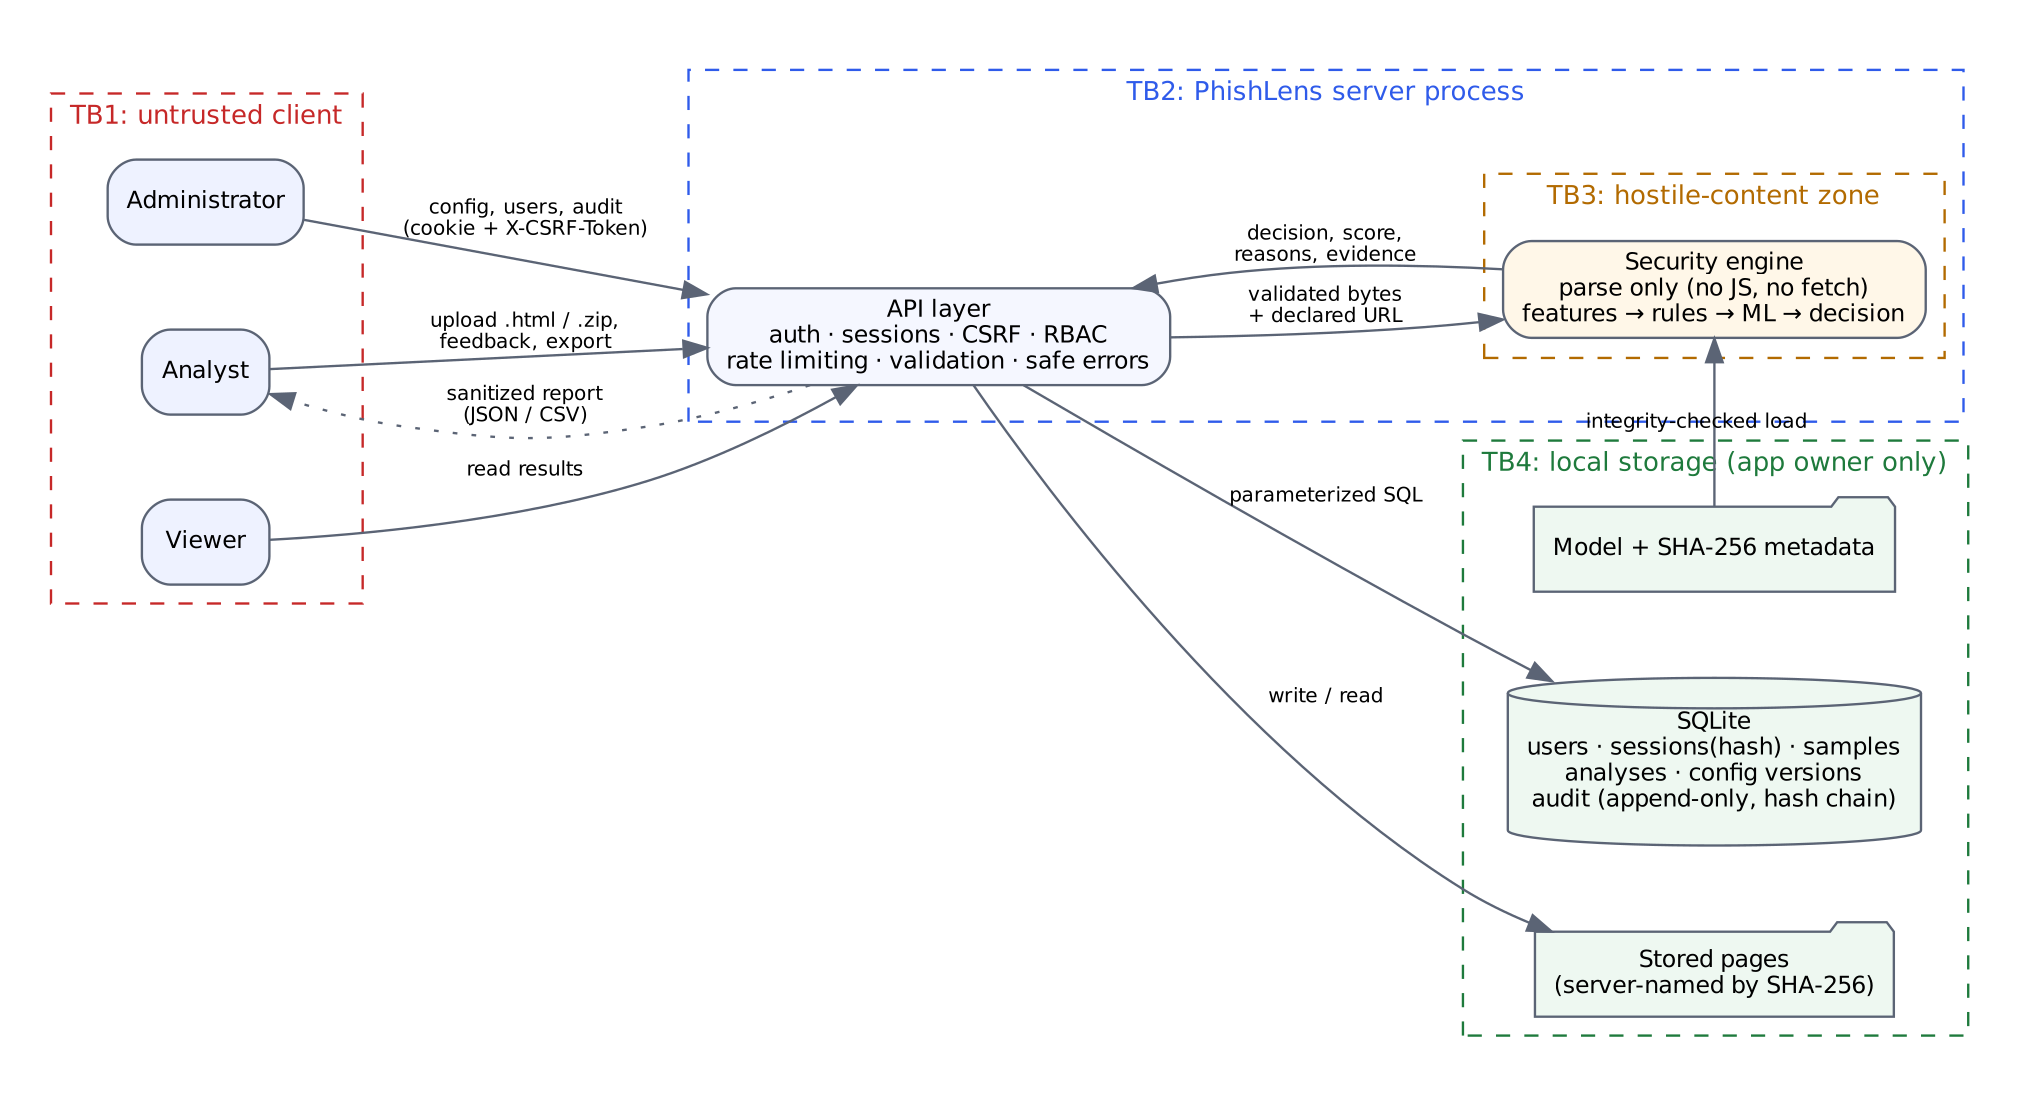 TB1: untrusted client
Administrator
Analyst
Viewer
config, users, audit
(cookie + X-CSRF-Token)
upload .html / .zip,
feedback, export
sanitized report
(JSON / CSV)
read results
TB2: PhishLens server process
API layer
auth · sessions · CSRF · RBAC
rate limiting · validation · safe errors
decision, score,
reasons, evidence
validated bytes
+ declared URL
TB3: hostile-content zone
Security engine
parse only (no JS, no fetch)
features → rules → ML → decision
integrity-checked load
TB4: local storage (app owner only)
parameterized SQL
Model + SHA-256 metadata
write / read
SQLite
users · sessions(hash) · samples
analyses · config versions
audit (append-only, hash chain)
Stored pages
(server-named by SHA-256)